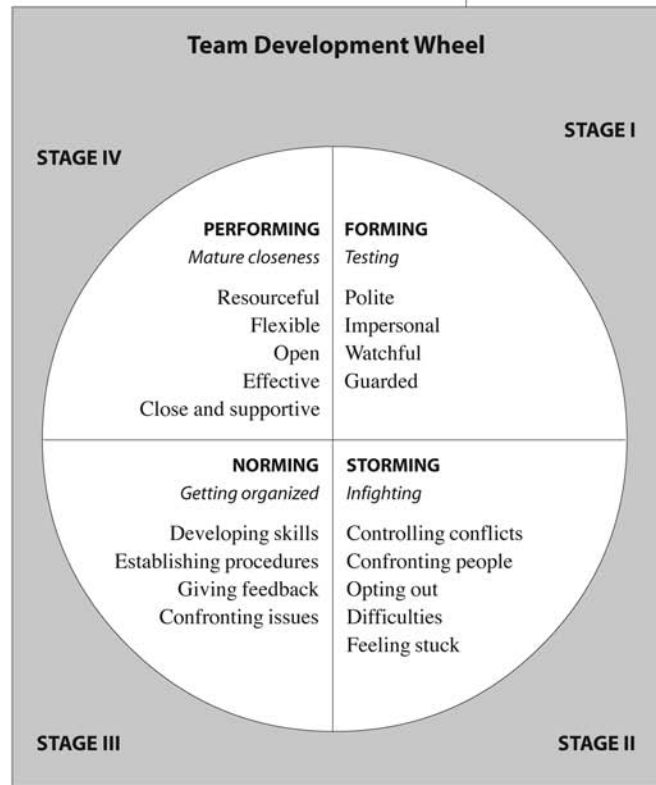 Team Development Wheel
STAGE IV
STAGE I
PERFORMING
Mature closeness
Resourceful
Flexible
Open
Effective
Close and supportive
FORMING
Testing
Polite
Impersonal
Watchful
Guarded
NORMING
Getting organized
Developing skills
Establishing procedures
Giving feedback
Confronting issues
STORMING
Infighting
Controlling conflicts
Confronting people
Opting out
Difficulties
Feeling stuck
STAGE III
STAGE II